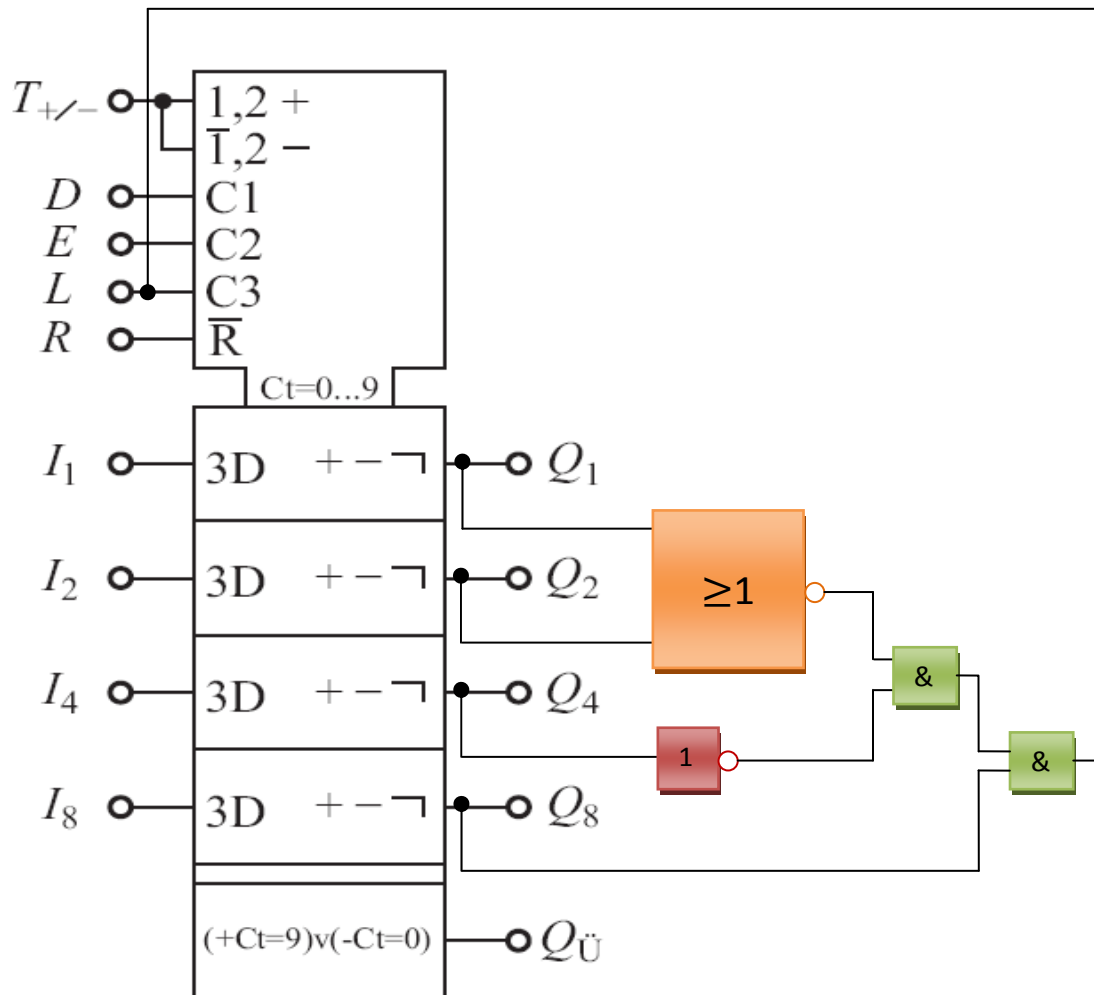 T+/− 1,2 +
1̅,2 −
D C1
E C2
L C3
R R̅
Ct=0...9
I1 3D + − ¬ Q1
≥1
I2 3D + − ¬ Q2
&
I4 3D + − ¬ Q4
1
&
I8 3D + − ¬ Q8
(+Ct=9)v(-Ct=0) QÜ